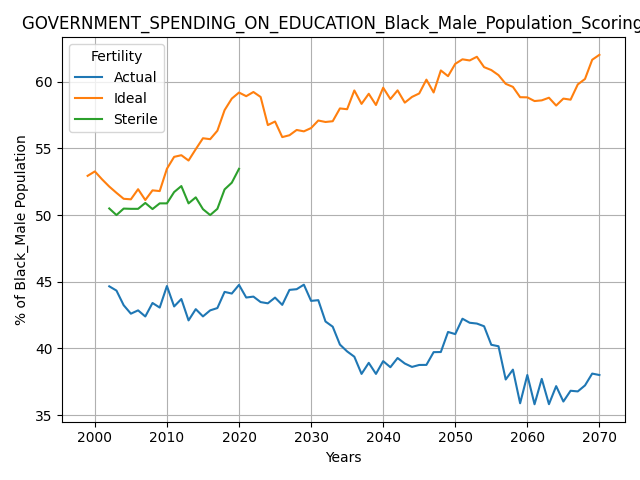 GOVERNMENT_SPENDING_ON_EDUCATION_Black_Male_Population_Scoring
Fertility
Actual
Ideal
Sterile
% of Black_Male Population
60
55
50
45
40
35
2000 2010 2020 2030 2040 2050 2060 2070
Years